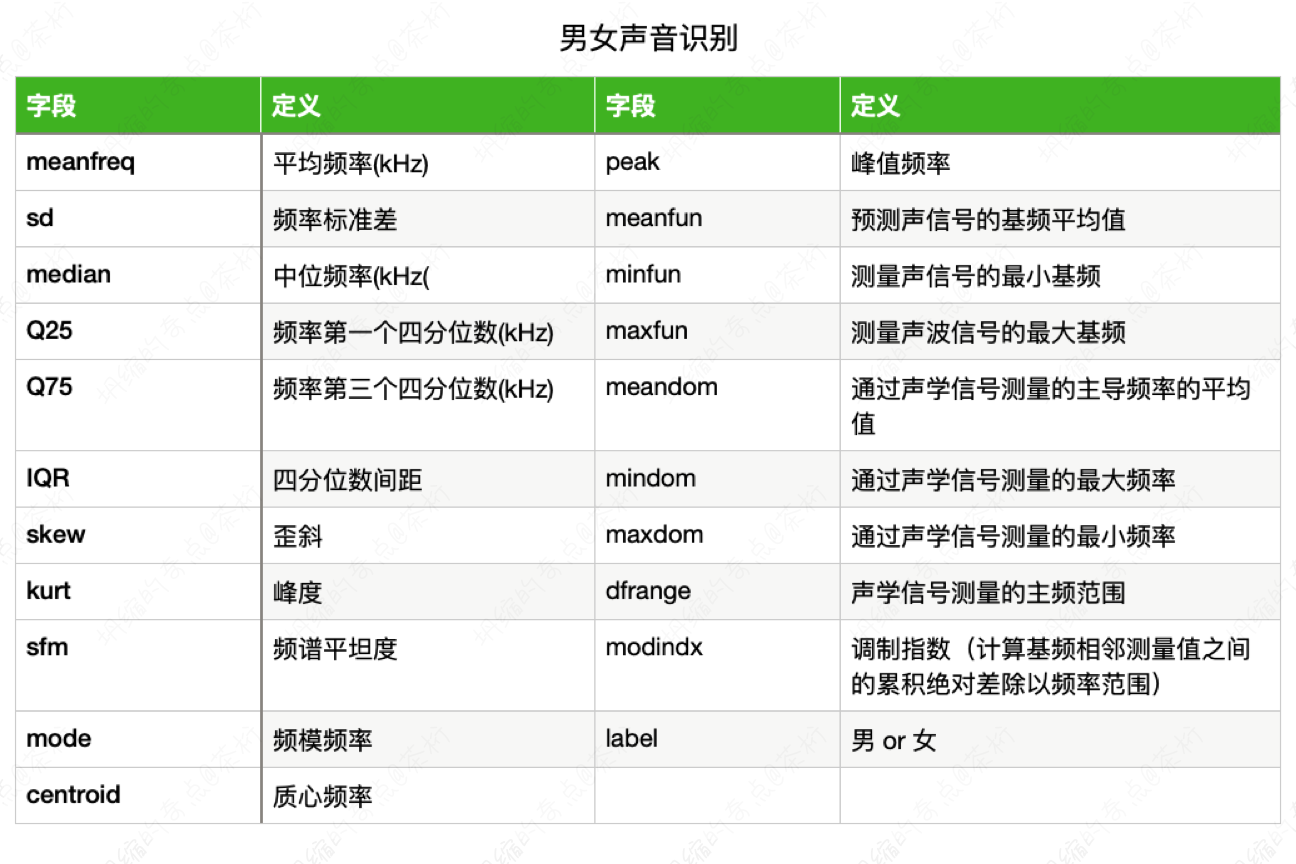 男女声音识别
字段 定义 字段 定义
meanfreq 平均频率(kHz) peak 峰值频率
sd 频率标准差 meanfun 预测声信号的基频平均值
median 中位频率(kHz( minfun 测量声信号的最小基频
Q25 频率第一个四分位数(kHz) maxfun 测量声波信号的最大基频
Q75 频率第三个四分位数(kHz) meandom 通过声学信号测量的主导频率的平均
值
IQR 四分位数间距 mindom 通过声学信号测量的最大频率
skew 歪斜 maxdom 通过声学信号测量的最小频率
kurt 峰度 dfrange 声学信号测量的主频范围
sfm 频谱平坦度 modindx 调制指数（计算基频相邻测量值之间
的累积绝对差除以频率范围）
mode 频模频率 label 男 or 女
centroid 质心频率